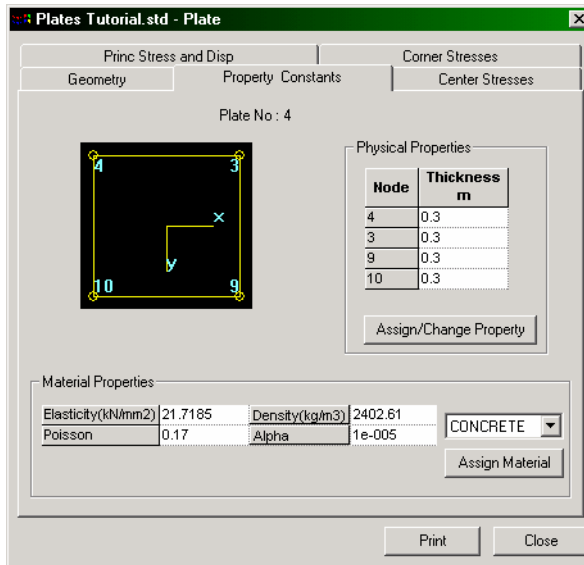 Plates Tutorial.std - Plate
Princ Stress and Disp Corner Stresses
Geometry Property Constants Center Stresses
Plate No : 4
4 3
x
y
10 9
Physical Properties
Node Thickness m
4 0.3
3 0.3
9 0.3
10 0.3
Assign/Change Property
Material Properties
Elasticity(kN/mm2) 21.7185 Density(kg/m3) 2402.61
Poisson 0.17 Alpha 1e-005
CONCRETE
Assign Material
Print Close